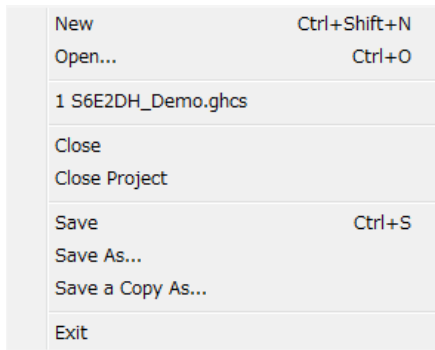 New Ctrl+Shift+N
Open... Ctrl+O
1 S6E2DH_Demo.ghcs
Close
Close Project
Save Ctrl+S
Save As...
Save a Copy As...
Exit